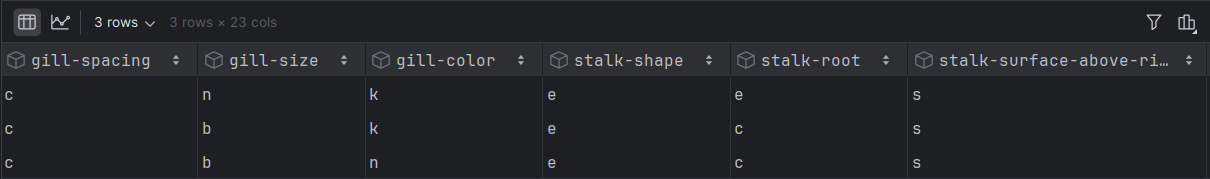 3 rows 3 rows × 23 cols
gill-spacing gill-size gill-color stalk-shape stalk-root stalk-surface-above-ri…
c n k e e s
c b k e c s
c b n e c s